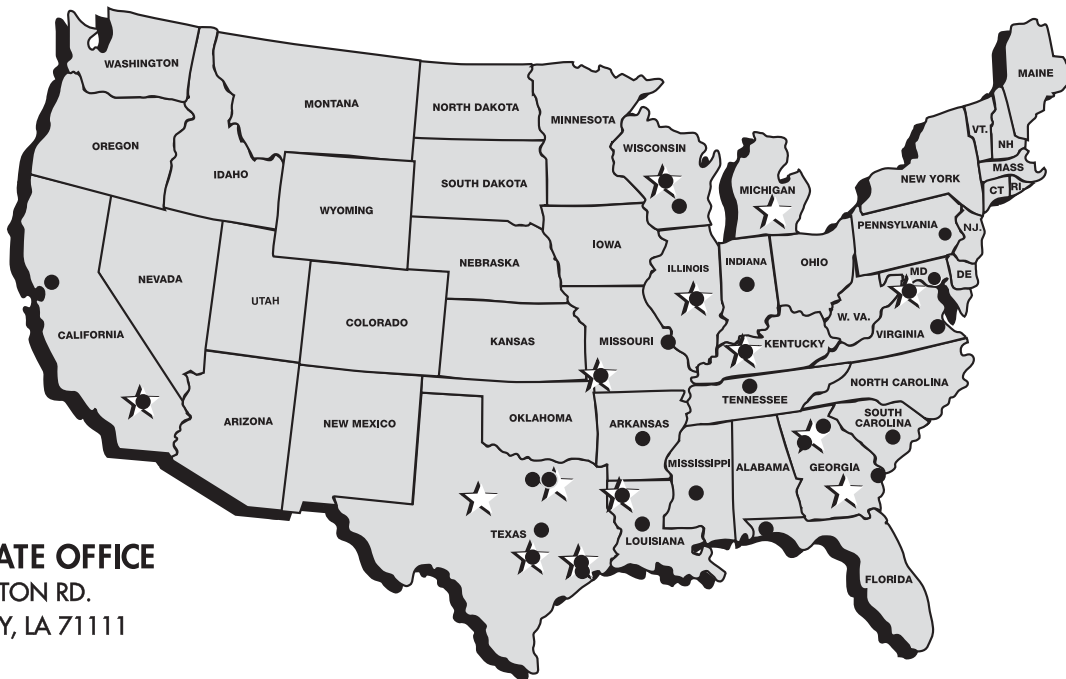 WASHINGTON
MONTANA
NORTH DAKOTA
MINNESOTA
MAINE
VT.
NH
OREGON
IDAHO
WISCONSIN
MICHIGAN
NEW YORK
MASS
CT
RI
SOUTH DAKOTA
WYOMING
PENNSYLVANIA
NJ.
IOWA
NEBRASKA
ILLINOIS
INDIANA
OHIO
MD
DE
NEVADA
UTAH
COLORADO
W. VA.
CALIFORNIA
KANSAS
MISSOURI
KENTUCKY
VIRGINIA
NORTH CAROLINA
TENNESSEE
ARIZONA
NEW MEXICO
OKLAHOMA
ARKANSAS
SOUTH
CAROLINA
MISSISSIPPI
ALABAMA
GEORGIA
TEXAS
LOUISIANA
FLORIDA
ATE OFFICE
TON RD.
Y, LA 71111